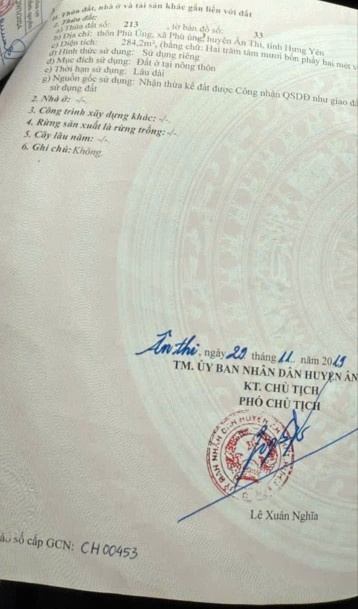 II. Thửa đất, nhà ở và tài sản khác gắn liền với đất
1. Thửa đất:
a) Thửa đất số: 213 , tờ bản đồ số: 33
b) Địa chỉ: thôn Phù Ủng, xã Phù Ủng, huyện Ân Thi, tỉnh Hưng Yên
c) Diện tích: 284,2m², (bằng chữ: Hai trăm tám mươi bốn phẩy hai mét v
d) Hình thức sử dụng: Sử dụng riêng
đ) Mục đích sử dụng: Đất ở tại nông thôn
e) Thời hạn sử dụng: Lâu dài
g) Nguồn gốc sử dụng: Nhận thừa kế đất được Công nhận QSDĐ như giao đấ
sử dụng đất
2. Nhà ở: -/-.
3. Công trình xây dựng khác: -/-.
4. Rừng sản xuất là rừng trồng: -/-.
5. Cây lâu năm: -/-.
6. Ghi chú: Không.
Ân thi, ngày 29 tháng 11 năm 2019
TM. ỦY BAN NHÂN DÂN HUYỆN ÂN
KT. CHỦ TỊCH
PHÓ CHỦ TỊCH
Lê Xuân Nghĩa
số cấp GCN: CH 00453